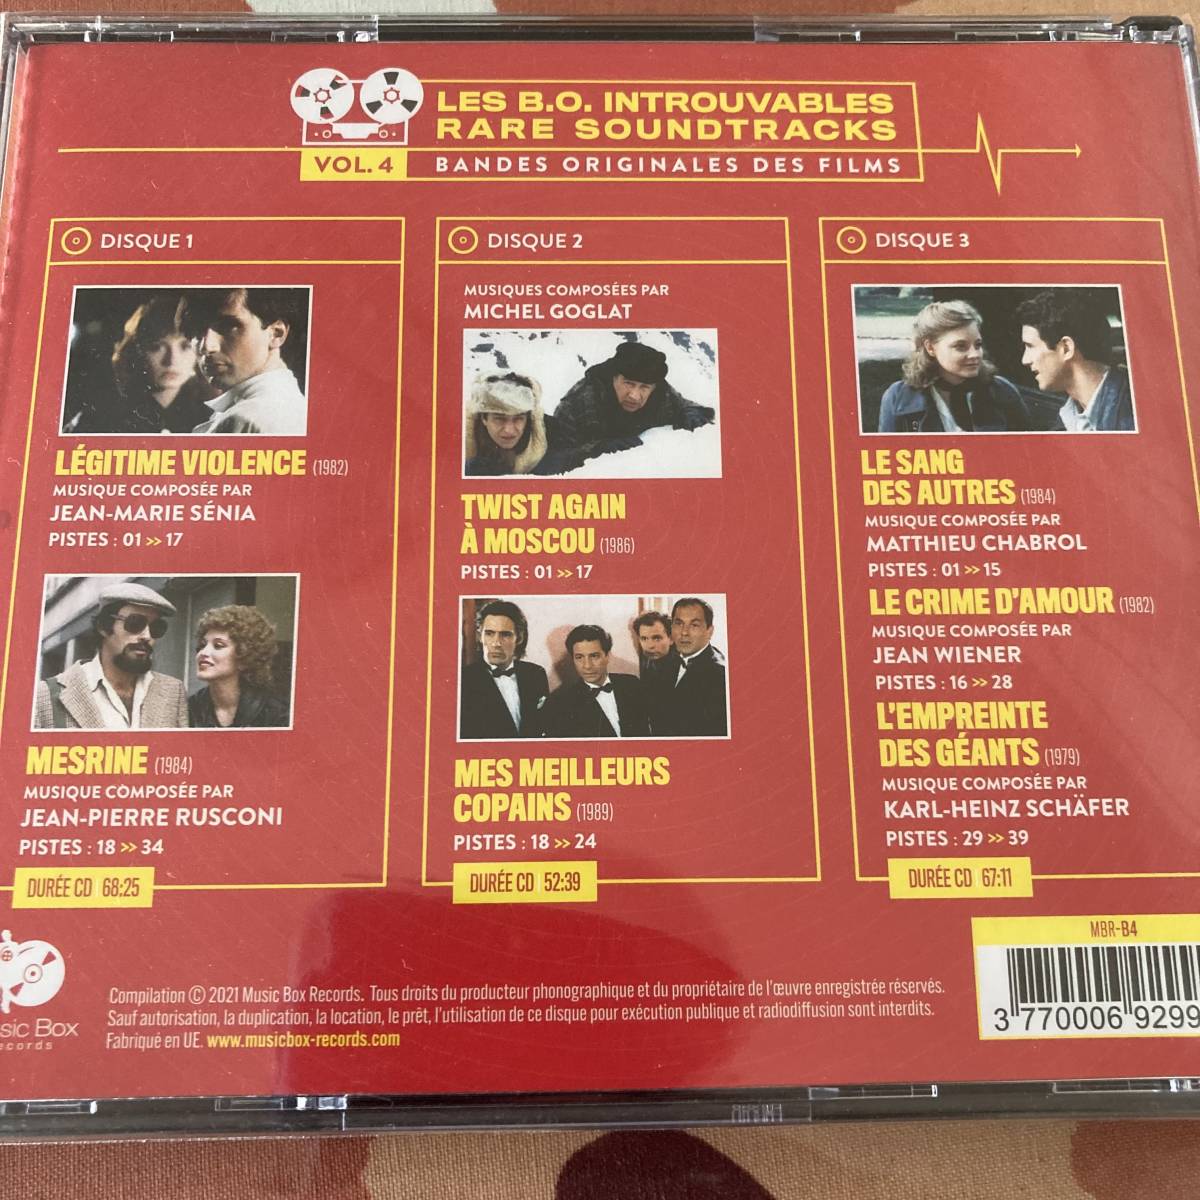 LES B.O. INTROUVABLES
RARE SOUNDTRACKS
VOL. 4
BANDES ORIGINALES DES FILMS
DISQUE 1
LÉGITIME VIOLENCE (1982)
MUSIQUE COMPOSÉE PAR
JEAN-MARIE SÉNIA
PISTES : 01 >> 17
MESRINE (1984)
MUSIQUE COMPOSÉE PAR
JEAN-PIERRE RUSCONI
PISTES : 18 >> 34
DURÉE CD | 68:25
DISQUE 2
MUSIQUES COMPOSÉES PAR
MICHEL GOGLAT
TWIST AGAIN
À MOSCOU (1986)
PISTES : 01 >> 17
MES MEILLEURS
COPAINS (1989)
PISTES : 18 >> 24
DURÉE CD | 52:39
DISQUE 3
LE SANG
DES AUTRES (1984)
MUSIQUE COMPOSÉE PAR
MATTHIEU CHABROL
PISTES : 01 >> 15
LE CRIME D'AMOUR (1982)
MUSIQUE COMPOSÉE PAR
JEAN WIENER
PISTES : 16 >> 28
L'EMPREINTE
DES GÉANTS (1979)
MUSIQUE COMPOSÉE PAR
KARL-HEINZ SCHÄFER
PISTES : 29 >> 39
DURÉE CD | 67:11
MBR-B4
3 770006 9299
sic Box
ecords
Compilation © 2021 Music Box Records. Tous droits du producteur phonographique et du propriétaire de l'œuvre enregistrée réservés.
Sauf autorisation, la duplication, la location, le prêt, l'utilisation de ce disque pour exécution publique et radiodiffusion sont interdits.
Fabriqué en UE. www.musicbox-records.com